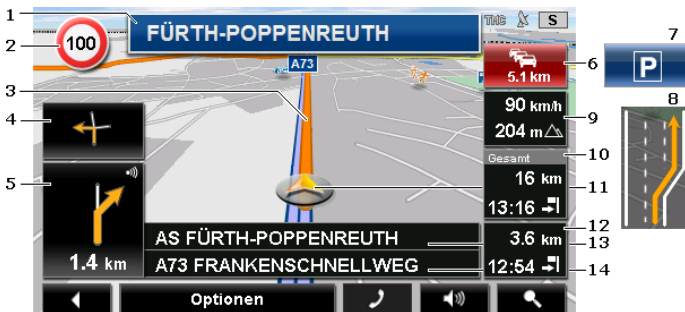 1
FÜRTH-POPPENREUTH
TMC
S
7
2
100
A73
5.1 km
6
P
3
90 km/h
9
8
4
204 m
Gesamt
10
5
16 km
11
13:16
12
AS FÜRTH-POPPENREUTH
3.6 km
13
1.4 km
A73 FRANKENSCHNELLWEG
12:54
14
Optionen